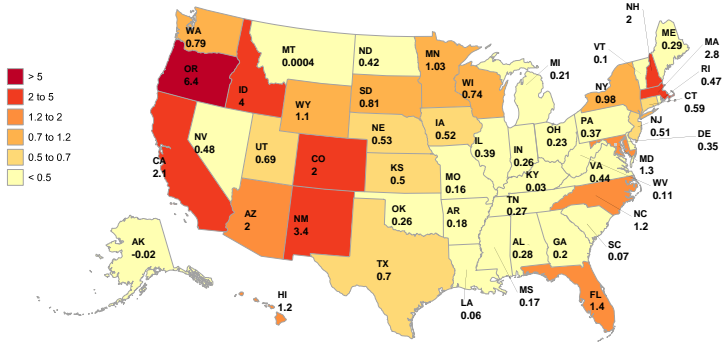 > 5
2 to 5
1.2 to 2
0.7 to 1.2
0.5 to 0.7
< 0.5
WA
0.79
OR
6.4
CA
2.1
NV
0.48
ID
4
MT
0.0004
WY
1.1
UT
0.69
CO
2
AZ
2
NM
3.4
ND
0.42
SD
0.81
NE
0.53
KS
0.5
OK
0.26
TX
0.7
MN
1.03
IA
0.52
MO
0.16
AR
0.18
LA
0.06
WI
0.74
IL
0.39
MI
0.21
IN
0.26
OH
0.23
KY
0.03
TN
0.27
MS
0.17
AL
0.28
GA
0.2
FL
1.4
SC
0.07
NC
1.2
VA
0.44
WV
0.11
MD
1.3
DE
0.35
PA
0.37
NJ
0.51
NY
0.98
CT
0.59
RI
0.47
MA
2.8
VT
0.1
NH
2
ME
0.29
AK
-0.02
HI
1.2